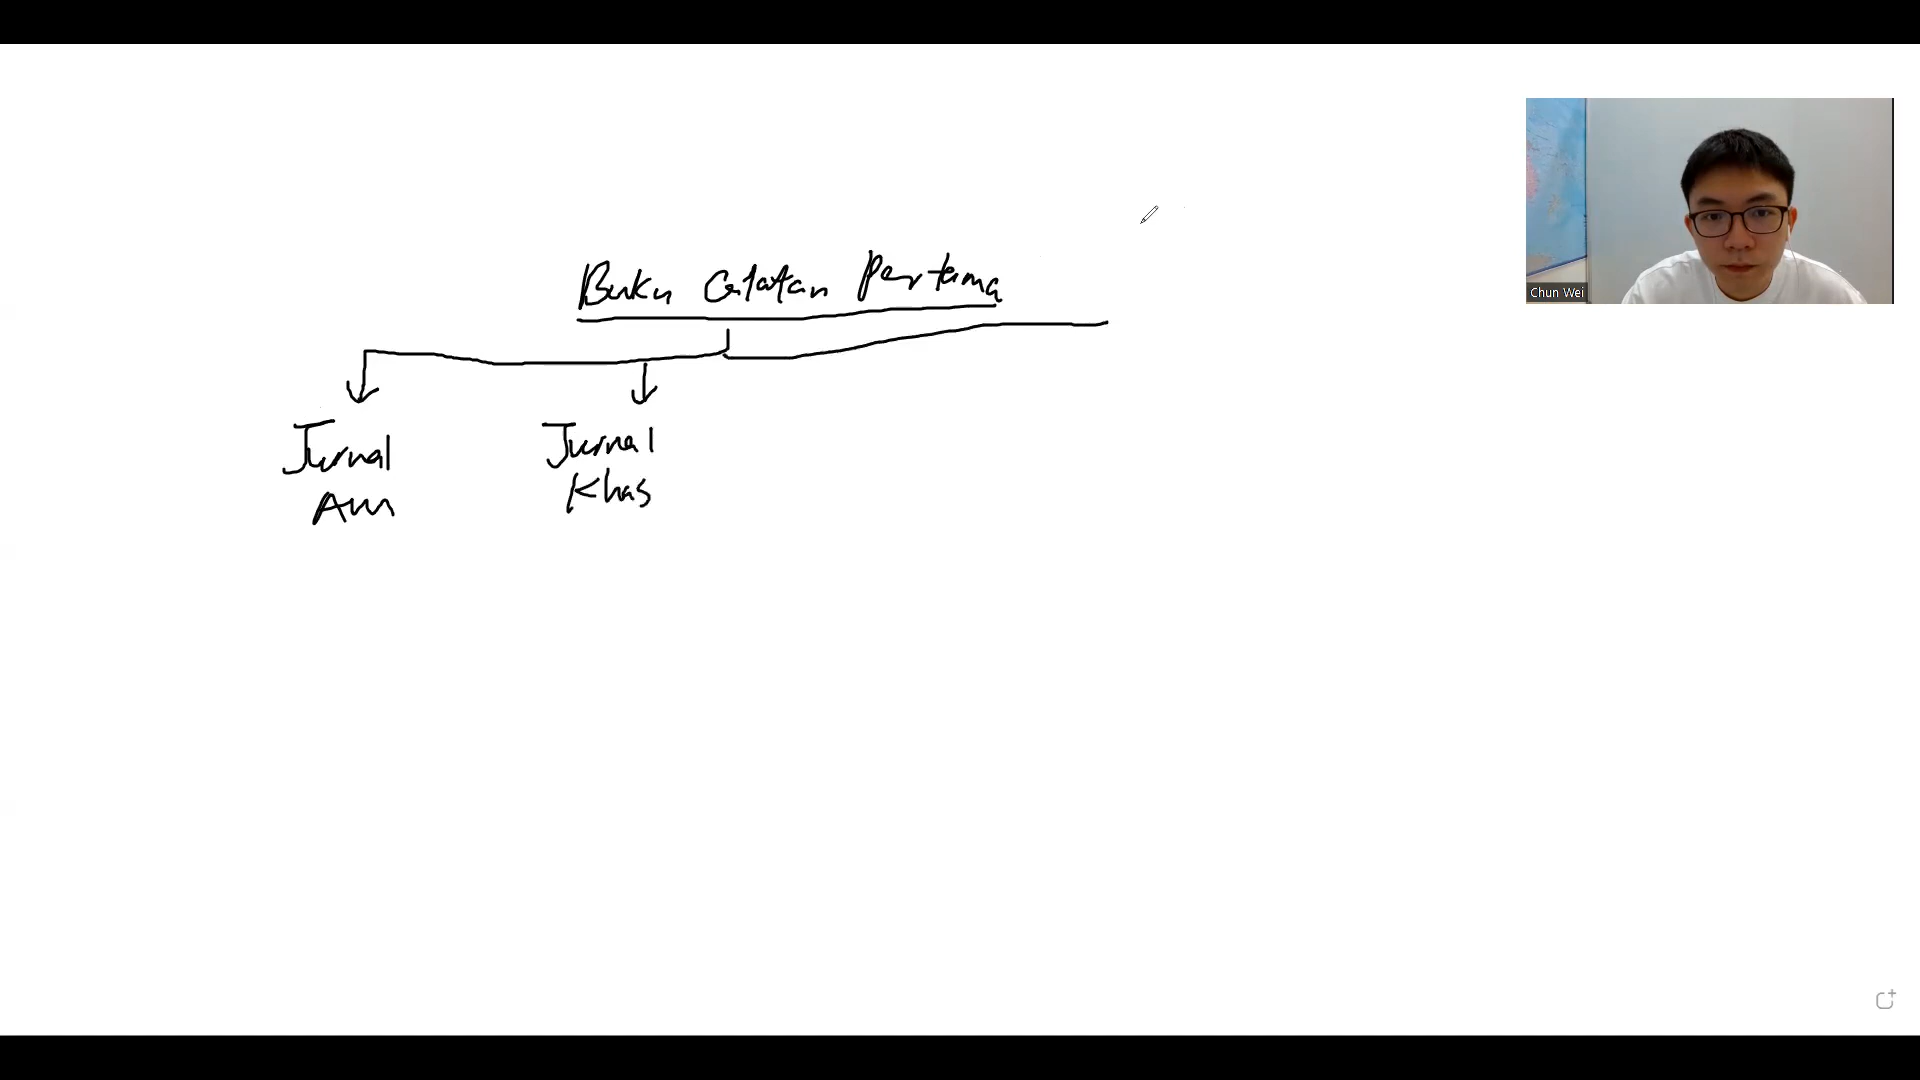 Buku Catatan Pertama
Jurnal
Am
Jurnal
Khas
Chun Wei